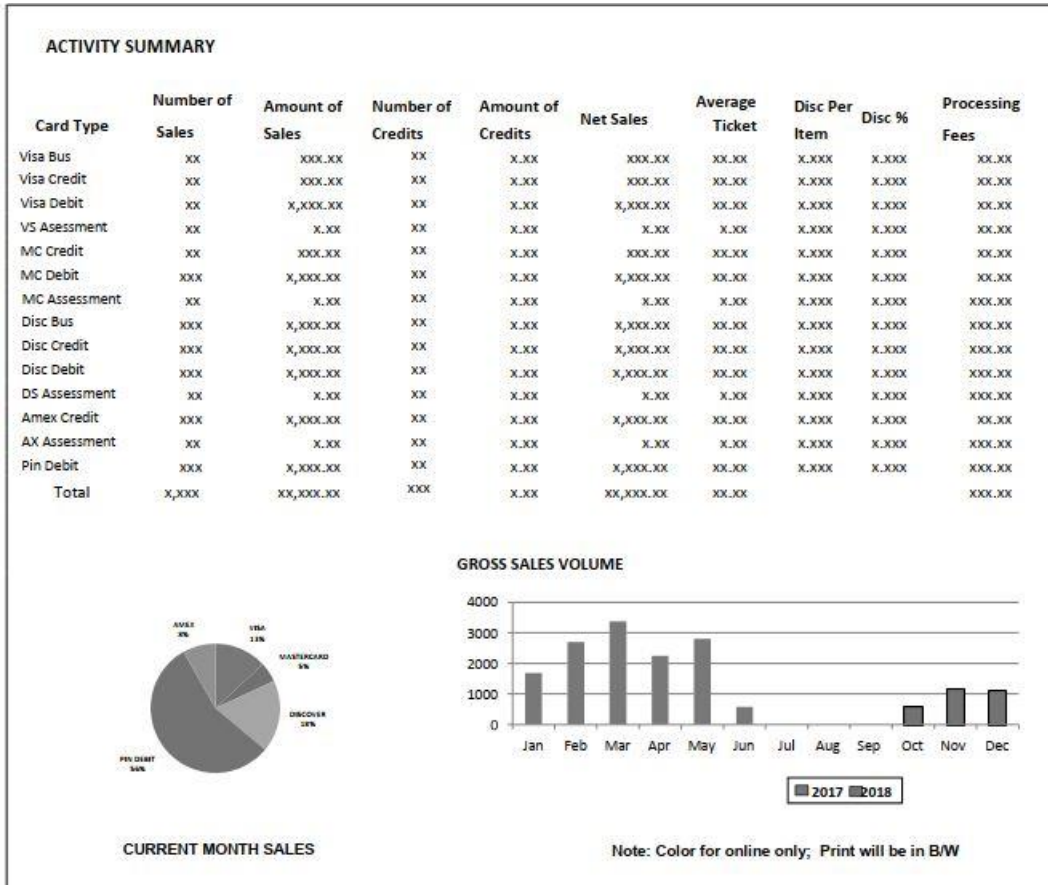 ACTIVITY SUMMARY
Card Type Number of Sales Amount of Sales Number of Credits Amount of Credits Net Sales Average Ticket Disc Per Item Disc % Processing Fees
Visa Bus xx xxx.xx xx x.xx xxx.xx xx.xx x.xxx x.xxx xx.xx
Visa Credit xx xxx.xx xx x.xx xxx.xx xx.xx x.xxx x.xxx xx.xx
Visa Debit xx x,xxx.xx xx x.xx x,xxx.xx xx.xx x.xxx x.xxx xx.xx
VS Asessment xx x.xx xx x.xx x.xx x.xx x.xxx x.xxx xx.xx
MC Credit xx xxx.xx xx x.xx xxx.xx xx.xx x.xxx x.xxx xx.xx
MC Debit xxx x,xxx.xx xx x.xx x,xxx.xx xx.xx x.xxx x.xxx xx.xx
MC Assessment xx x.xx xx x.xx x.xx x.xx x.xxx x.xxx xxx.xx
Disc Bus xxx x,xxx.xx xx x.xx x,xxx.xx xx.xx x.xxx x.xxx xxx.xx
Disc Credit xxx x,xxx.xx xx x.xx x,xxx.xx xx.xx x.xxx x.xxx xxx.xx
Disc Debit xxx x,xxx.xx xx x.xx x,xxx.xx xx.xx x.xxx x.xxx xxx.xx
DS Assessment xx x.xx xx x.xx x.xx x.xx x.xxx x.xxx xxx.xx
Amex Credit xxx x,xxx.xx xx x.xx x,xxx.xx xx.xx x.xxx x.xxx xx.xx
AX Assessment xx x.xx xx x.xx x.xx x.xx x.xxx x.xxx xxx.xx
Pin Debit xxx x,xxx.xx xx x.xx x,xxx.xx xx.xx x.xxx x.xxx xxx.xx
Total x,xxx xx,xxx.xx xxx x.xx xx,xxx.xx xx.xx xxx.xx
AMEX
VISA
13%
MASTERCARD
DISCOVER
18%
PIN DEBIT
56%
CURRENT MONTH SALES
GROSS SALES VOLUME
4000
3000
2000
1000
0
Jan Feb Mar Apr May Jun Jul Aug Sep Oct Nov Dec
2017 2018
Note: Color for online only; Print will be in B/W